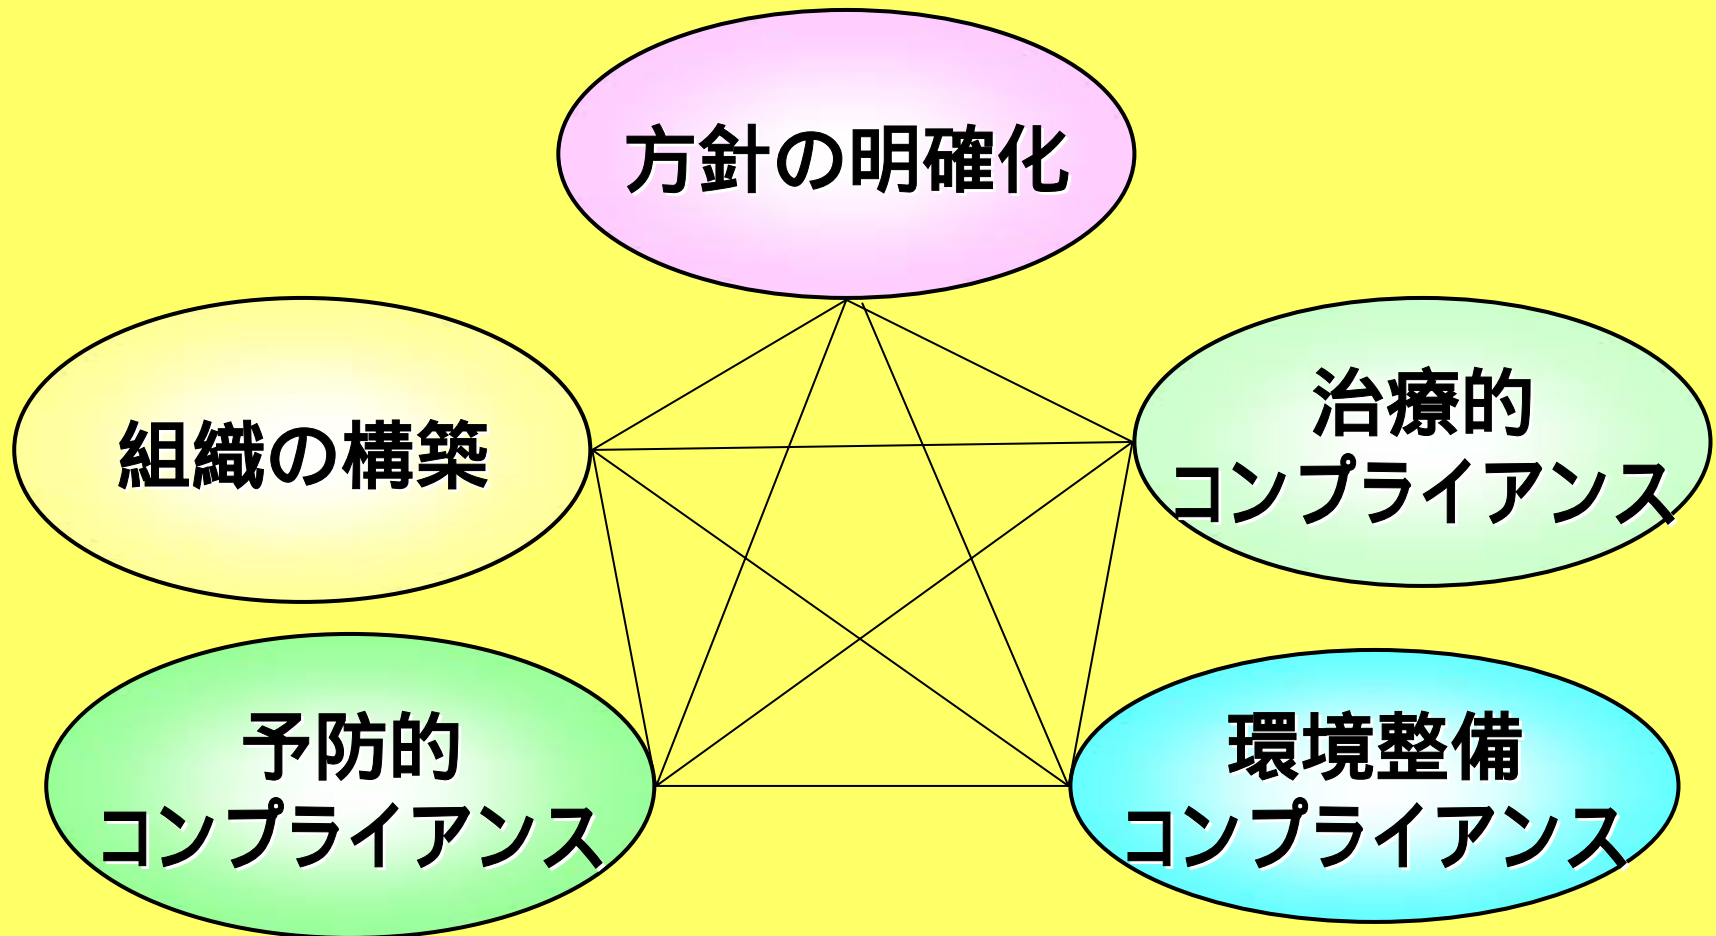 方針の明確化
組織の構築
治療的
コンプライアンス
予防的
コンプライアンス
環境整備
コンプライアンス